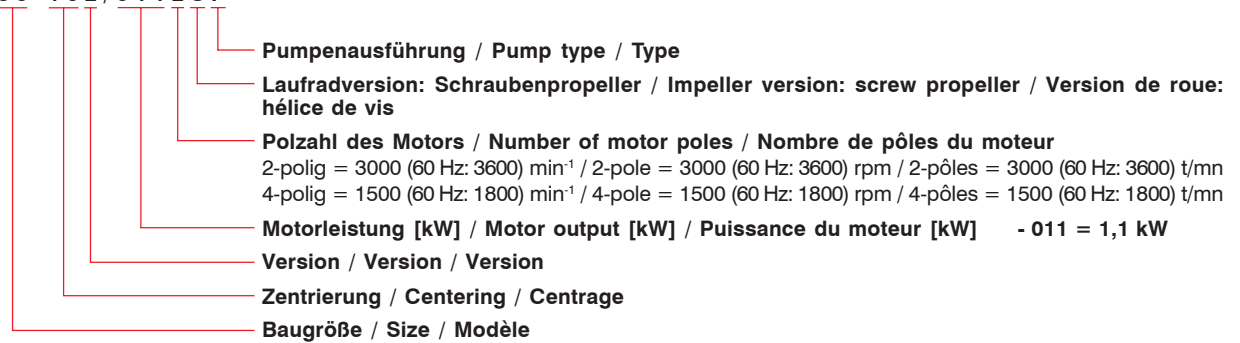 Pumpenausführung / Pump type / Type
Laufradversion: Schraubenpropeller / Impeller version: screw propeller / Version de roue:
hélice de vis
Polzahl des Motors / Number of motor poles / Nombre de pôles du moteur
2-polig = 3000 (60 Hz: 3600) min⁻¹ / 2-pole = 3000 (60 Hz: 3600) rpm / 2-pôles = 3000 (60 Hz: 3600) t/mn
4-polig = 1500 (60 Hz: 1800) min⁻¹ / 4-pole = 1500 (60 Hz: 1800) rpm / 4-pôles = 1500 (60 Hz: 1800) t/mn
Motorleistung [kW] / Motor output [kW] / Puissance du moteur [kW] - 011 = 1,1 kW
Version / Version / Version
Zentrierung / Centering / Centrage
Baugröße / Size / Modèle